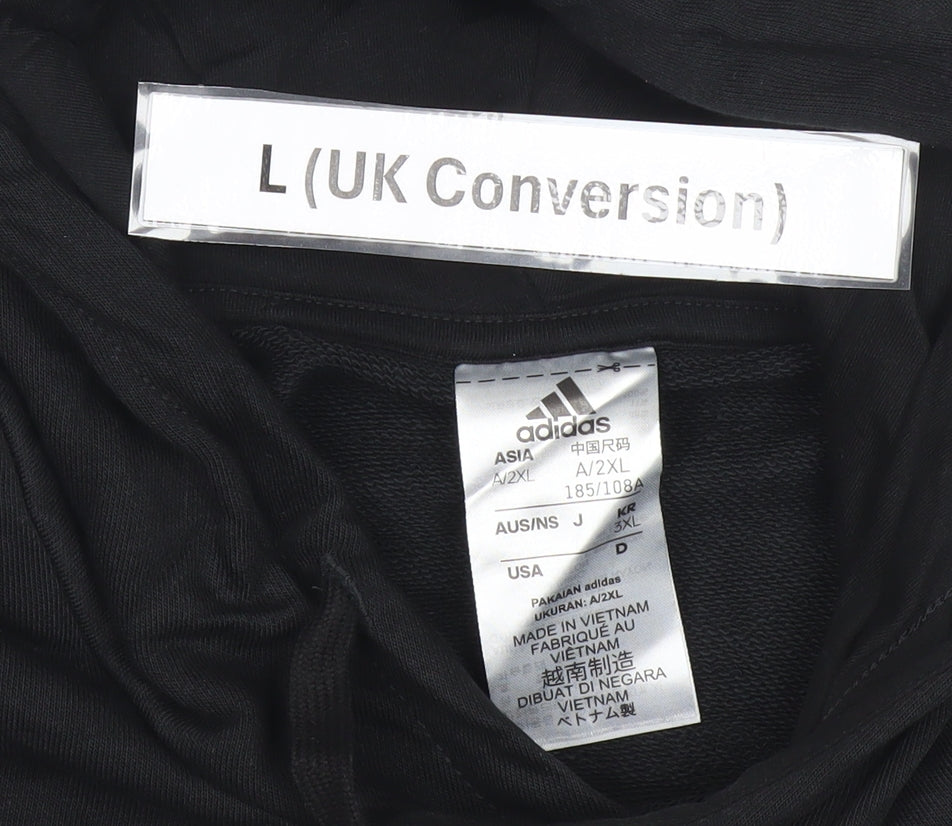 L (UK Conversion)
adidas
ASIA 中国尺码
A/2XL A/2XL
185/108A
AUS/NS J KR
3XL
D
USA
PAKAIAN adidas
UKURAN: A/2XL
MADE IN VIETNAM
FABRIQUÉ AU
VIÊTNAM
越南制造
DIBUAT DI NEGARA
VIETNAM
ベトナム製